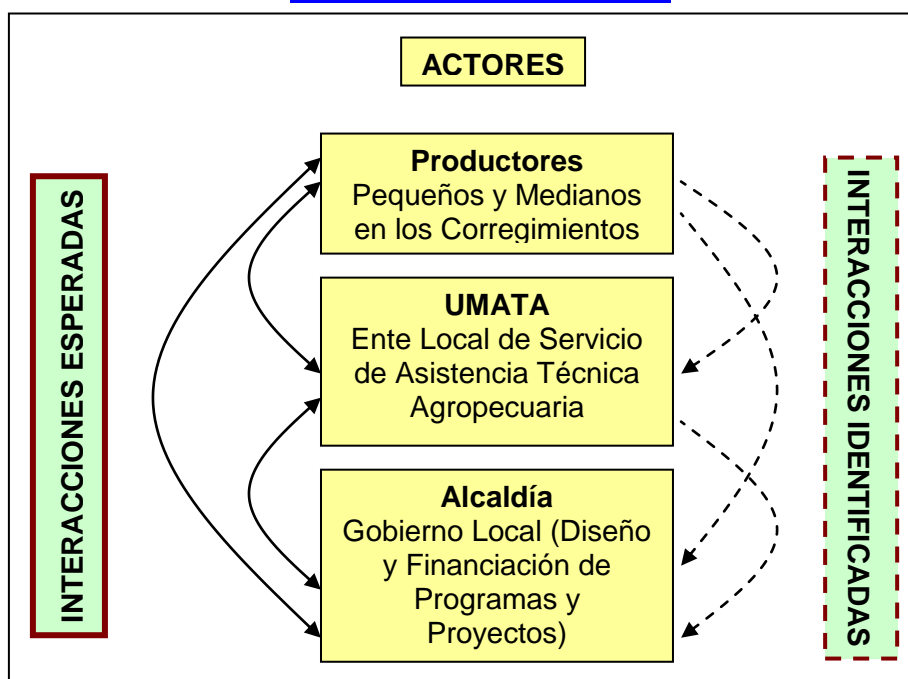 ACTORES
INTERACCIONES ESPERADAS
Productores
Pequeños y Medianos
en los Corregimientos
UMATA
Ente Local de Servicio
de Asistencia Técnica
Agropecuaria
Alcaldía
Gobierno Local (Diseño
y Financiación de
Programas y
Proyectos)
INTERACCIONES IDENTIFICADAS